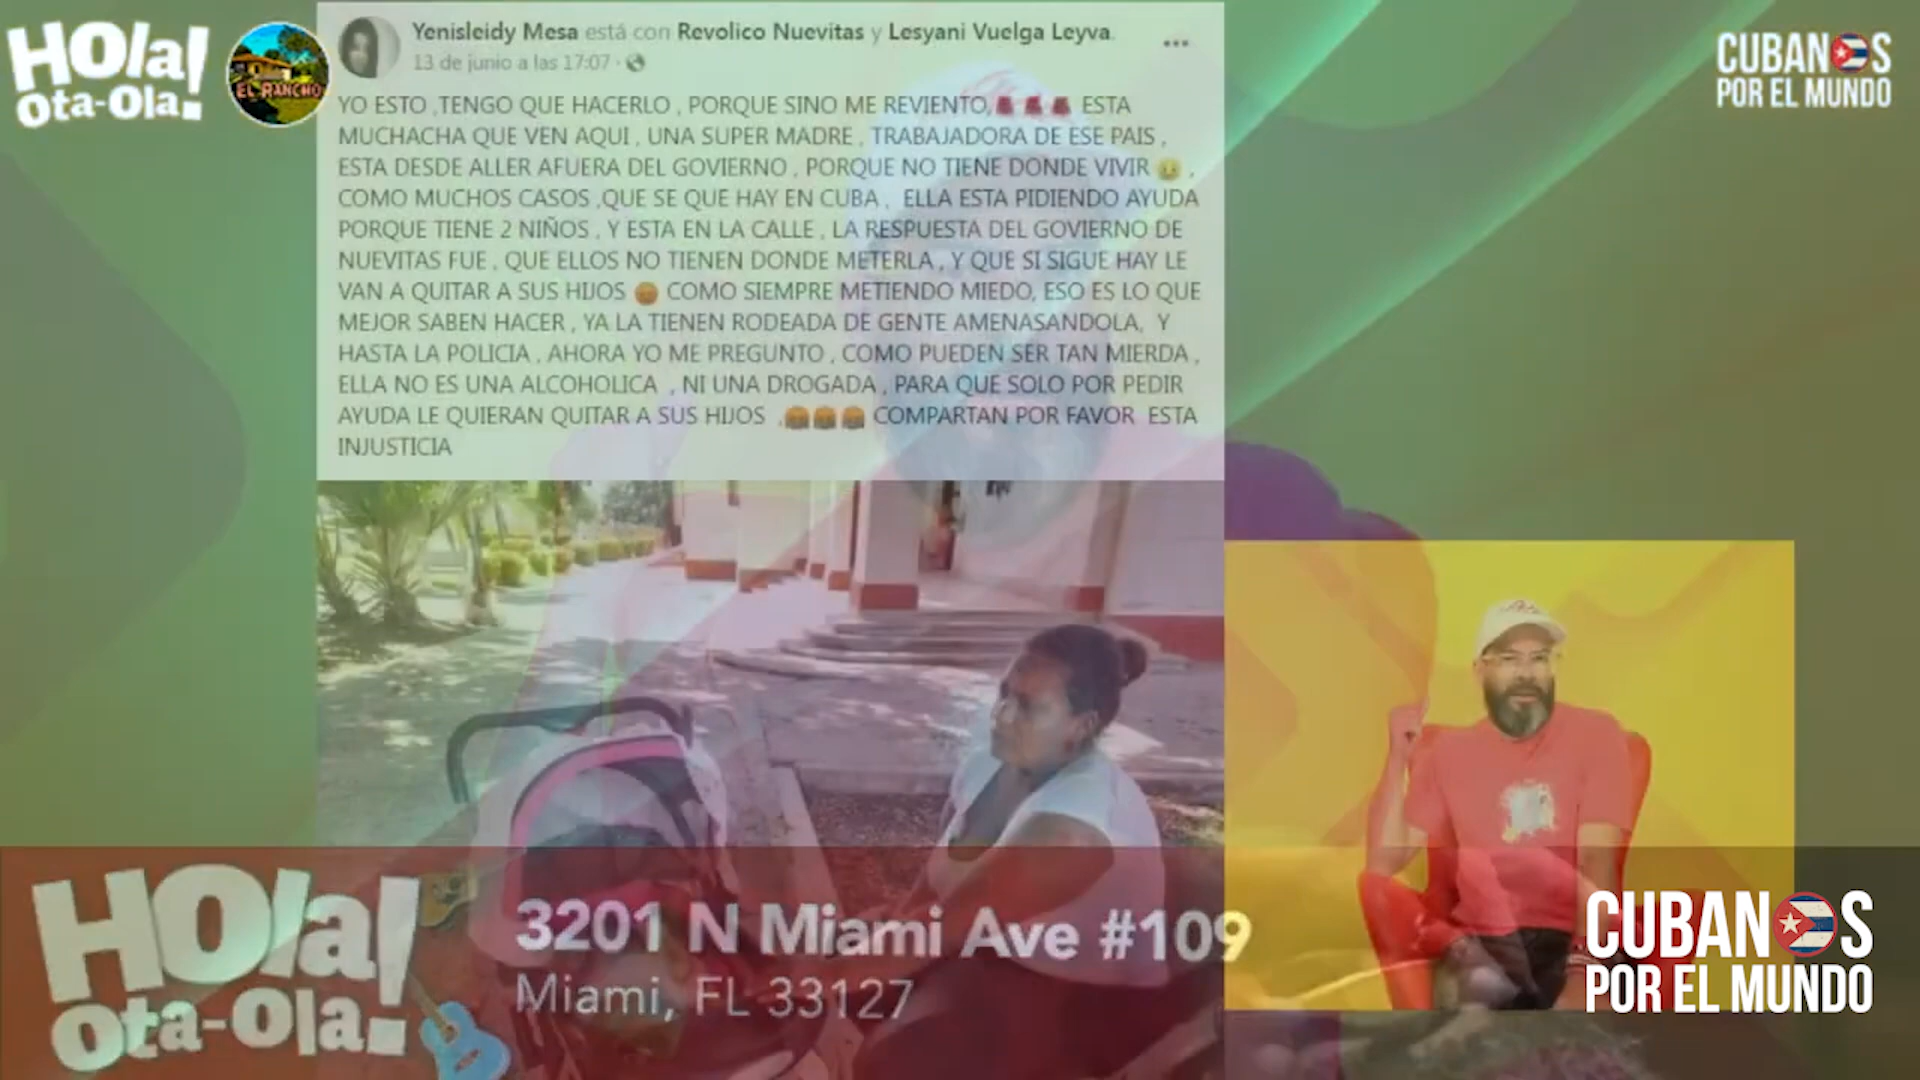 Hola!
Ota-Ola!
EL RANCHO
CUBANOS
POR EL MUNDO
Yenisleidy Mesa está con Revolico Nuevitas y Lesyani Vuelga Leyva.
13 de junio a las 17:07 ·
YO ESTO ,TENGO QUE HACERLO , PORQUE SINO ME REVIENTO, ESTA
MUCHACHA QUE VEN AQUI , UNA SUPER MADRE , TRABAJADORA DE ESE PAIS ,
ESTA DESDE ALLER AFUERA DEL GOVIERNO , PORQUE NO TIENE DONDE VIVIR 😢 ,
COMO MUCHOS CASOS ,QUE SE QUE HAY EN CUBA , ELLA ESTA PIDIENDO AYUDA
PORQUE TIENE 2 NIÑOS , Y ESTA EN LA CALLE , LA RESPUESTA DEL GOVIERNO DE
NUEVITAS FUE , QUE ELLOS NO TIENEN DONDE METERLA , Y QUE SI SIGUE HAY LE
VAN A QUITAR A SUS HIJOS 🤬 COMO SIEMPRE METIENDO MIEDO, ESO ES LO QUE
MEJOR SABEN HACER , YA LA TIENEN RODEADA DE GENTE AMENASANDOLA, Y
HASTA LA POLICIA , AHORA YO ME PREGUNTO , COMO PUEDEN SER TAN MIERDA ,
ELLA NO ES UNA ALCOHOLICA , NI UNA DROGADA , PARA QUE SOLO POR PEDIR
AYUDA LE QUIERAN QUITAR A SUS HIJOS ,🤬🤬🤬 COMPARTAN POR FAVOR ESTA
INJUSTICIA
Hola!
Ota-Ola!
3201 N Miami Ave #109
Miami, FL 33127
CUBANOS
POR EL MUNDO